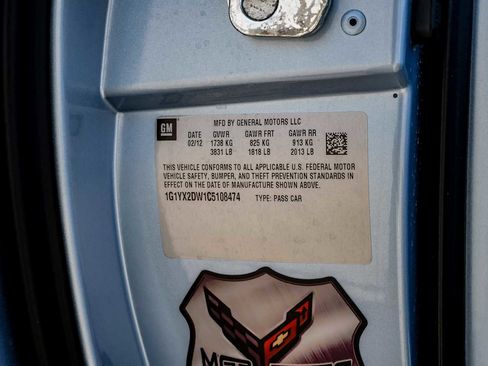 GM
MFD BY GENERAL MOTORS LLC
DATE GVWR GAWR FRT GAWR RR
02/12 1738 KG 825 KG 913 KG
3831 LB 1818 LB 2013 LB
THIS VEHICLE CONFORMS TO ALL APPLICABLE U.S. FEDERAL MOTOR
VEHICLE SAFETY, BUMPER, AND THEFT PREVENTION STANDARDS IN
EFFECT ON THE DATE OF MANUFACTURE SHOWN ABOVE.
1G1YX2DW1C5108474 TYPE: PASS CAR